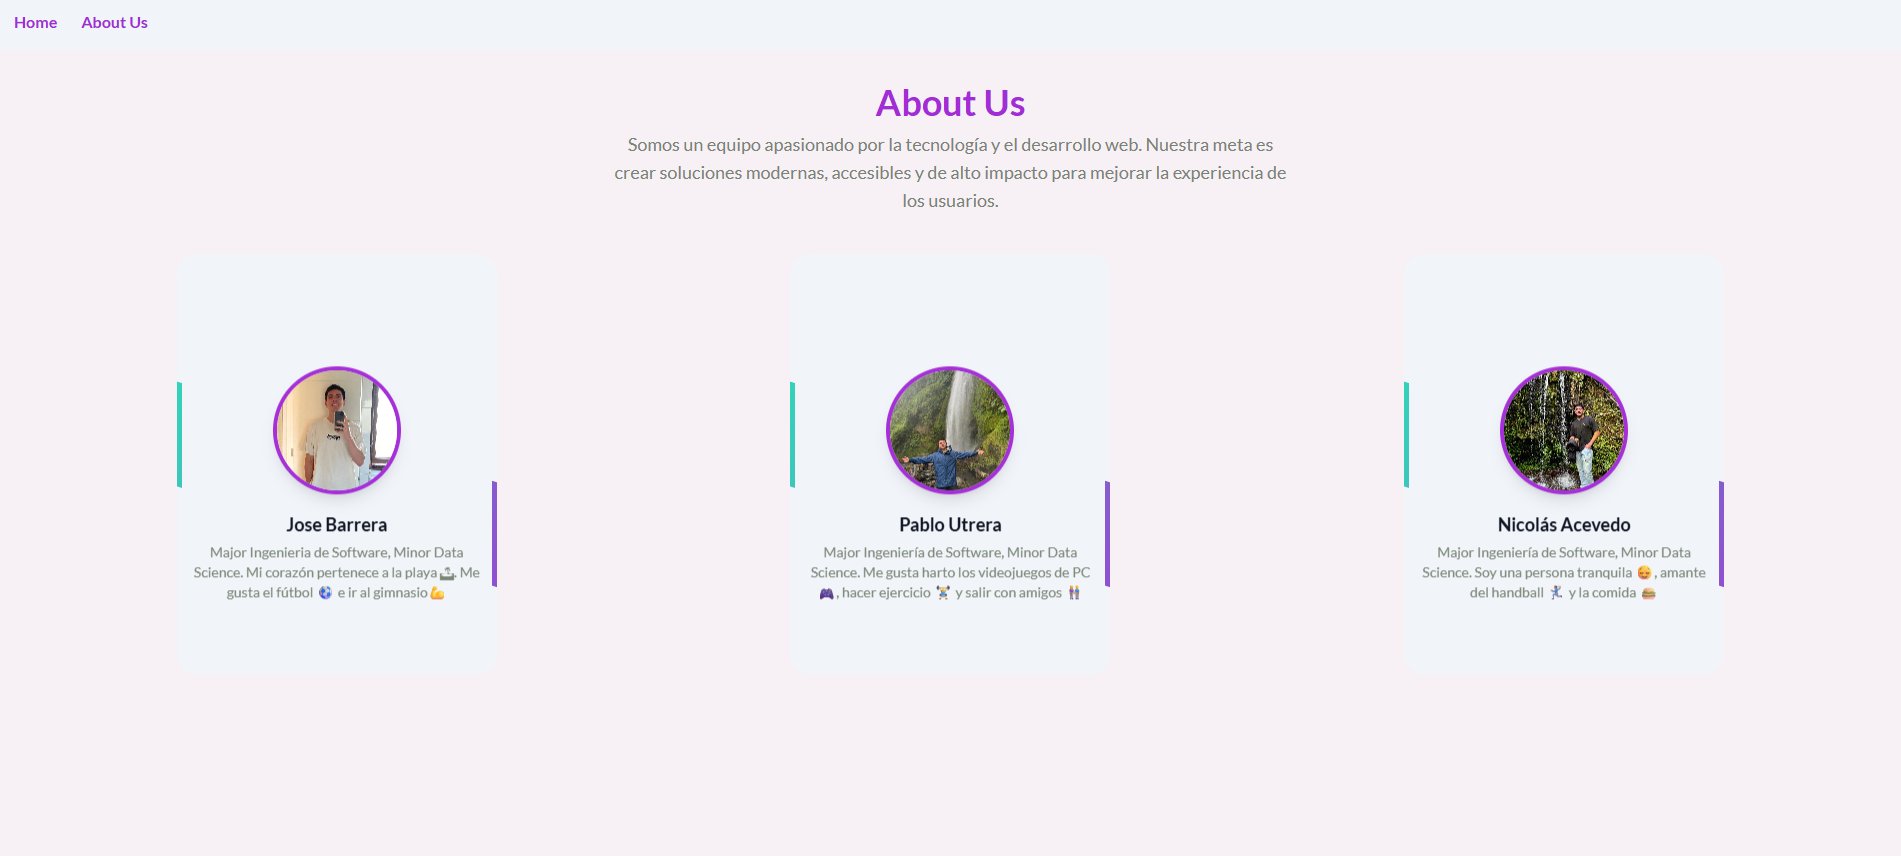 Home About Us
About Us
Somos un equipo apasionado por la tecnología y el desarrollo web. Nuestra meta es
crear soluciones modernas, accesibles y de alto impacto para mejorar la experiencia de
los usuarios.
Jose Barrera
Major Ingenieria de Software, Minor Data
Science. Mi corazón pertenece a la playa🏝️. Me
gusta el fútbol ⚽ e ir al gimnasio💪
Pablo Utrera
Major Ingeniería de Software, Minor Data
Science. Me gusta harto los videojuegos de PC
🎮, hacer ejercicio 🏋️ y salir con amigos 👬
Nicolás Acevedo
Major Ingeniería de Software, Minor Data
Science. Soy una persona tranquila 😌, amante
del handball 🤾 y la comida 🍔